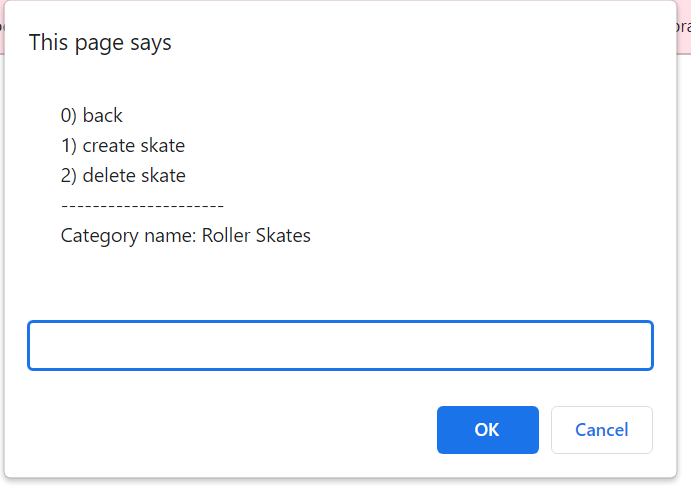 This page says
0) back
1) create skate
2) delete skate
---------------------
Category name: Roller Skates
OK
Cancel